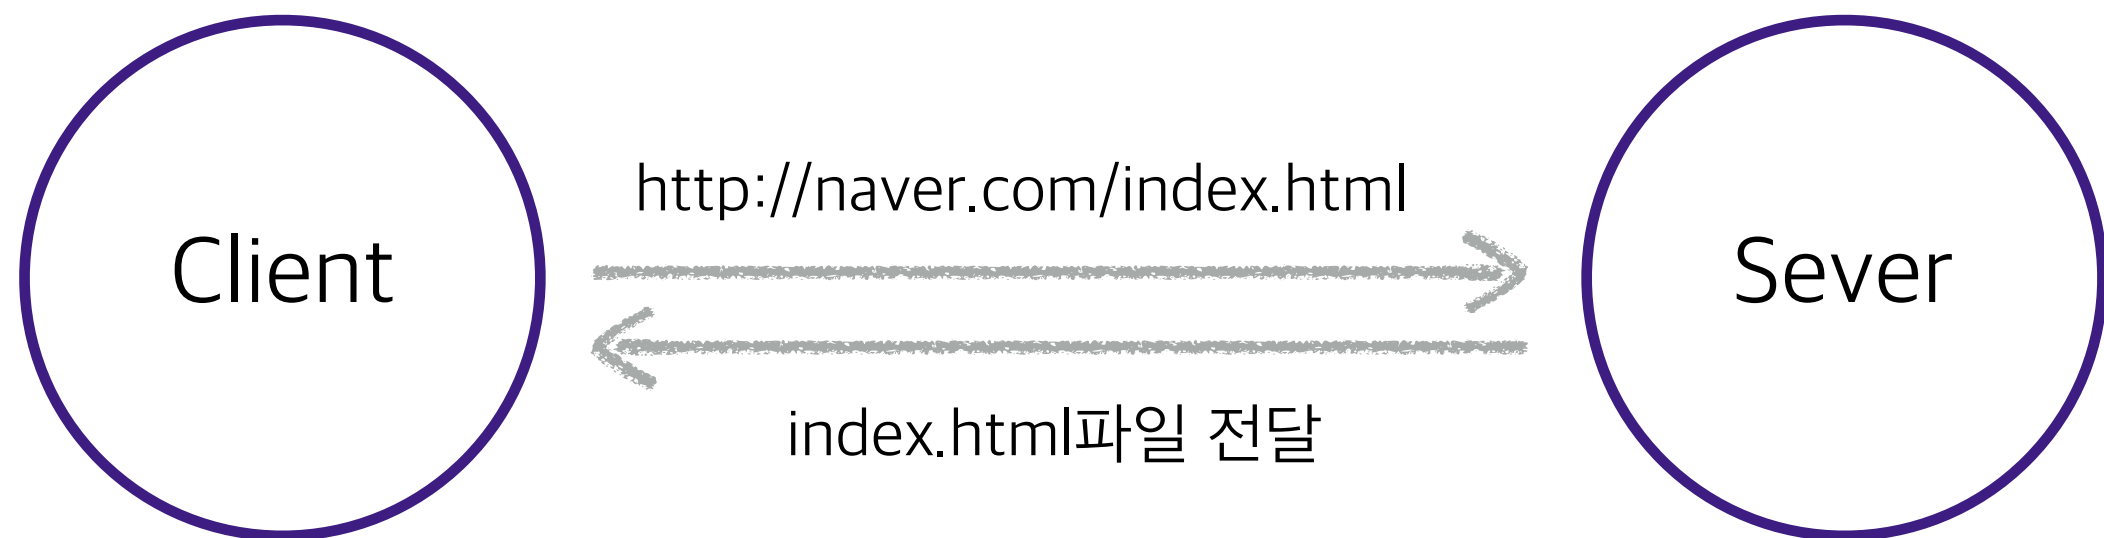 Client
http://naver.com/index.html
index.html파일 전달
Sever